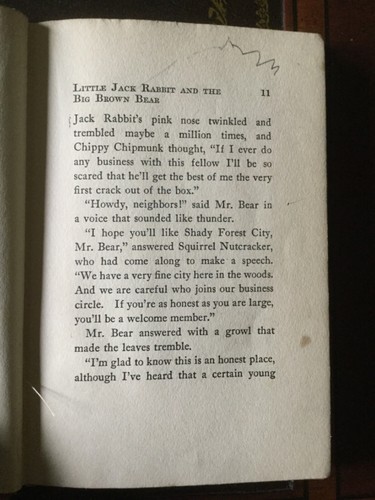 LITTLE JACK RABBIT AND THE 11
BIG BROWN BEAR
Jack Rabbit's pink nose twinkled and
trembled maybe a million times, and
Chippy Chipmunk thought, "If I ever do
any business with this fellow I'll be so
scared that he'll get the best of me the very
first crack out of the box."
"Howdy, neighbors!" said Mr. Bear in
a voice that sounded like thunder.
"I hope you'll like Shady Forest City,
Mr. Bear," answered Squirrel Nutcracker,
who had come along to make a speech.
"We have a very fine city here in the woods.
And we are careful who joins our business
circle. If you're as honest as you are large,
you'll be a welcome member."
Mr. Bear answered with a growl that
made the leaves tremble.
"I'm glad to know this is an honest place,
although I've heard that a certain young